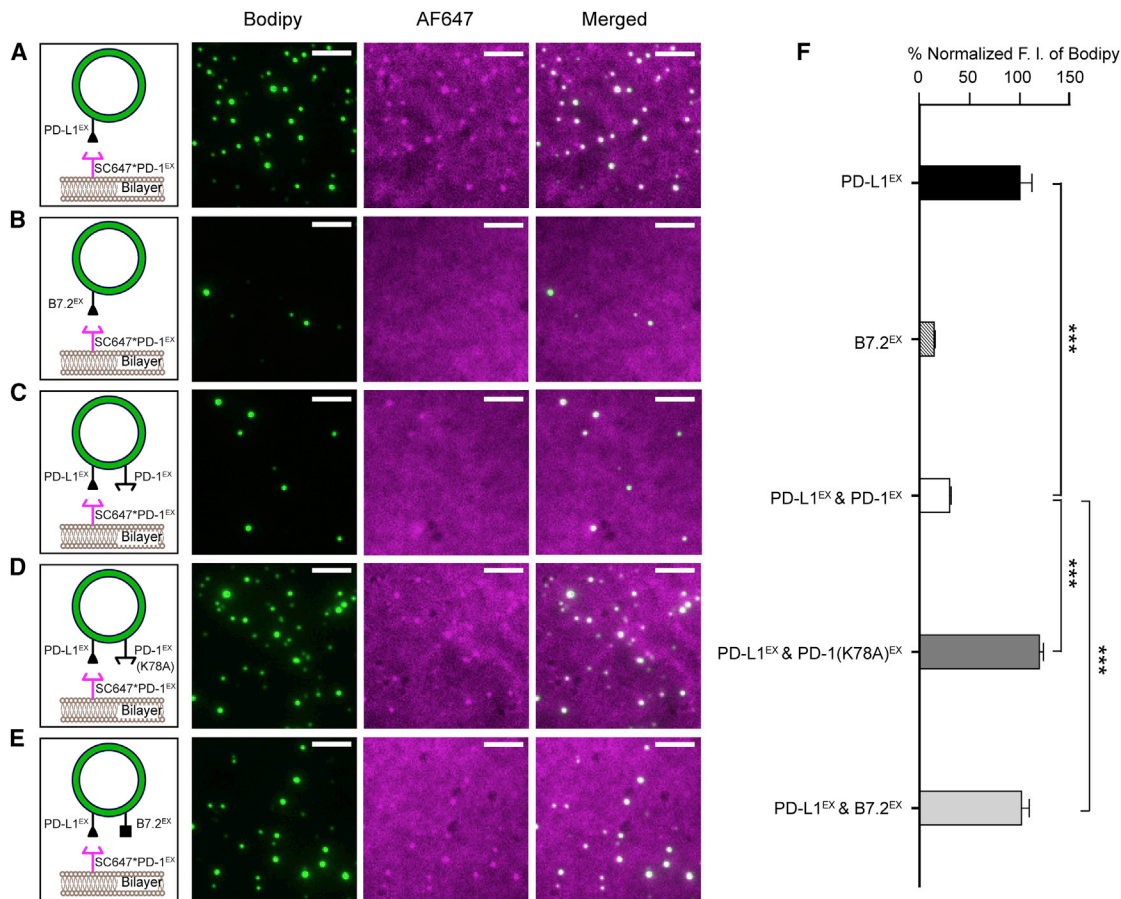 Bodipy AF647 Merged
A
PD-L1ᴱˣ
SC647*PD-1ᴱˣ
Bilayer
B
B7.2ᴱˣ
SC647*PD-1ᴱˣ
Bilayer
C
PD-L1ᴱˣ PD-1ᴱˣ
SC647*PD-1ᴱˣ
Bilayer
D
PD-L1ᴱˣ PD-1ᴱˣ
(K78A)
SC647*PD-1ᴱˣ
Bilayer
E
PD-L1ᴱˣ B7.2ᴱˣ
SC647*PD-1ᴱˣ
Bilayer
F
% Normalized F. I. of Bodipy
0 50 100 150
PD-L1ᴱˣ
B7.2ᴱˣ
PD-L1ᴱˣ & PD-1ᴱˣ
PD-L1ᴱˣ & PD-1(K78A)ᴱˣ
PD-L1ᴱˣ & B7.2ᴱˣ
***
***
***